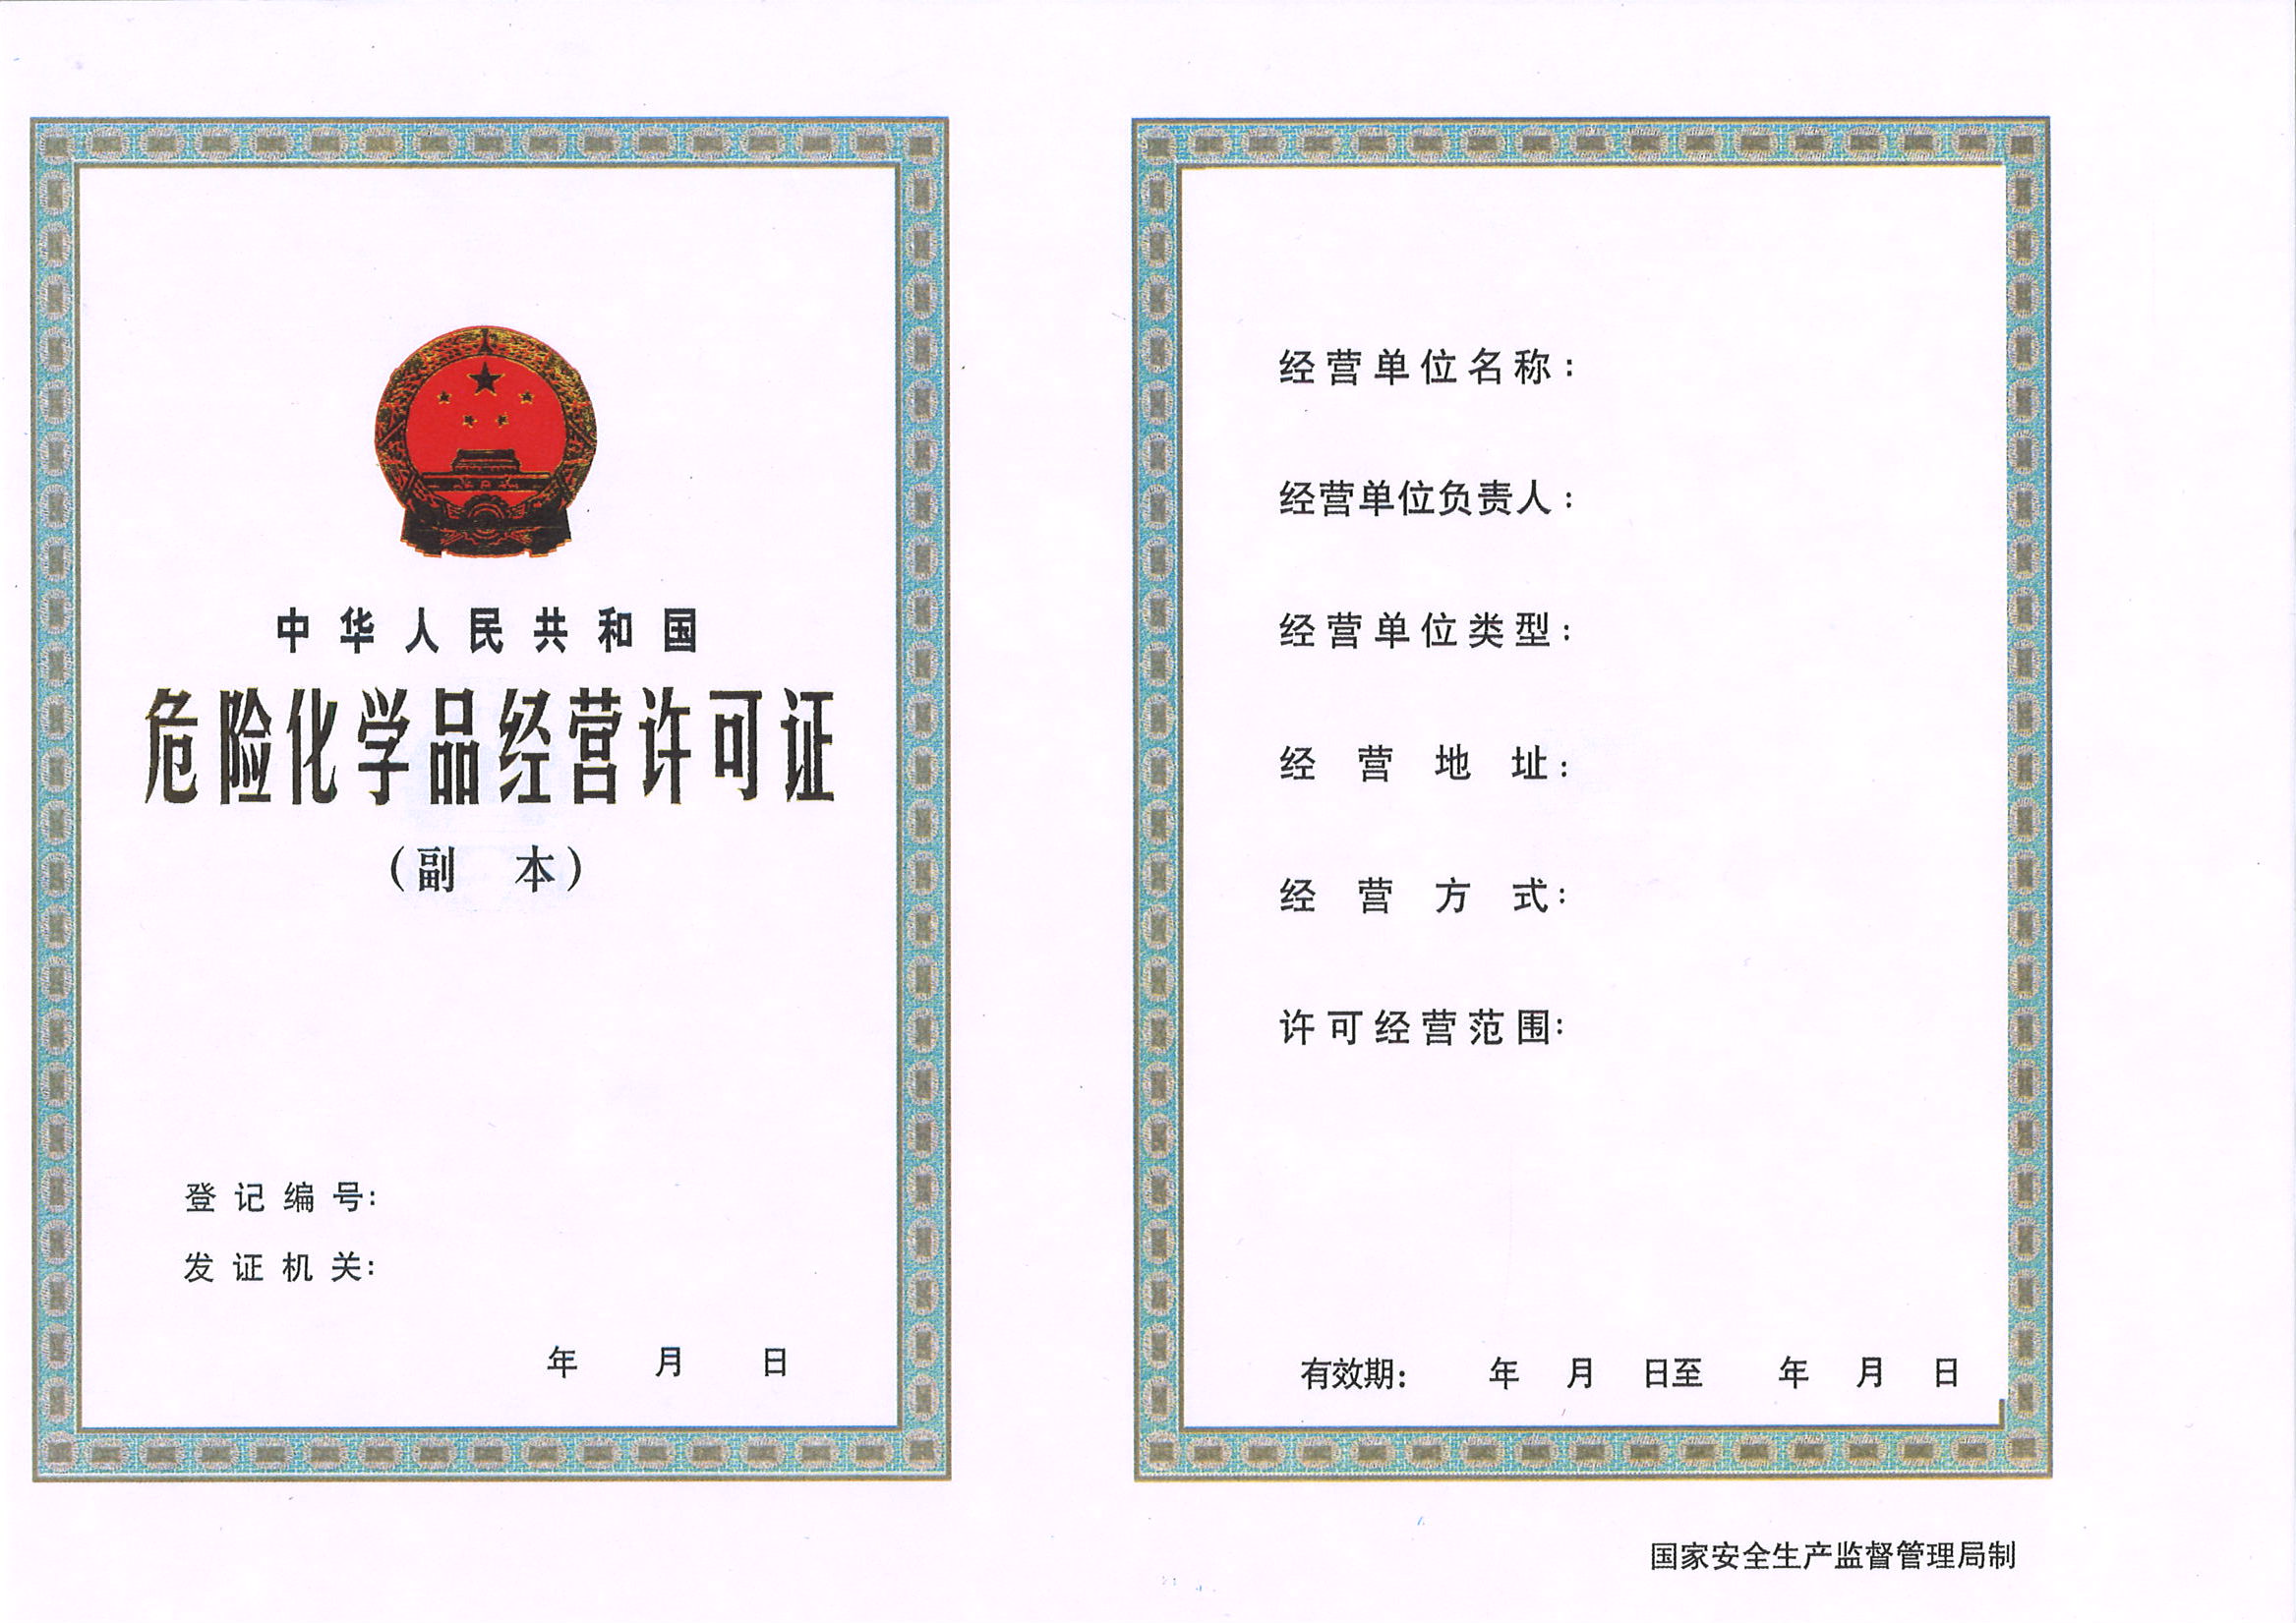 中华人民共和国
危险化学品经营许可证
（副 本）
登记编号：
发证机关：
年 月 日
经营单位名称：
经营单位负责人：
经营单位类型：
经营地址：
经营方式：
许可经营范围：
有效期： 年 月 日至 年 月 日
国家安全生产监督管理局制